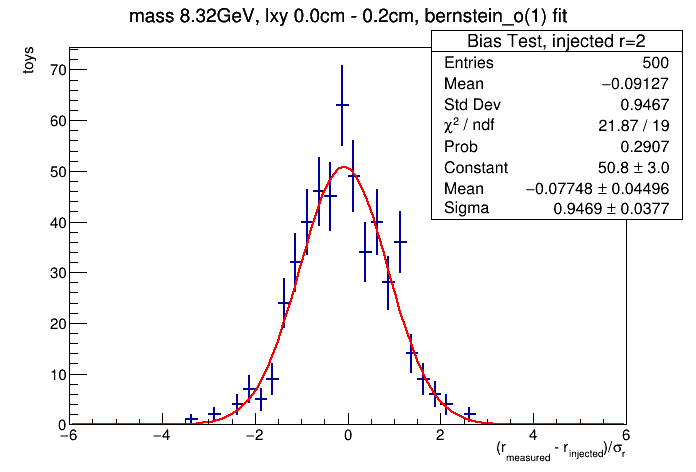 mass 8.32GeV, lxy 0.0cm - 0.2cm, bernstein_o(1) fit
Bias Test, injected r=2
Entries 500
Mean −0.09127
Std Dev 0.9467
χ² / ndf 21.87 / 19
Prob 0.2907
Constant 50.8 ± 3.0
Mean −0.07748 ± 0.04496
Sigma 0.9469 ± 0.0377
toys
70
60
50
40
30
20
10
0
−6 −4 −2 0 2 4 6
(r_measured - r_injected)/σ_r